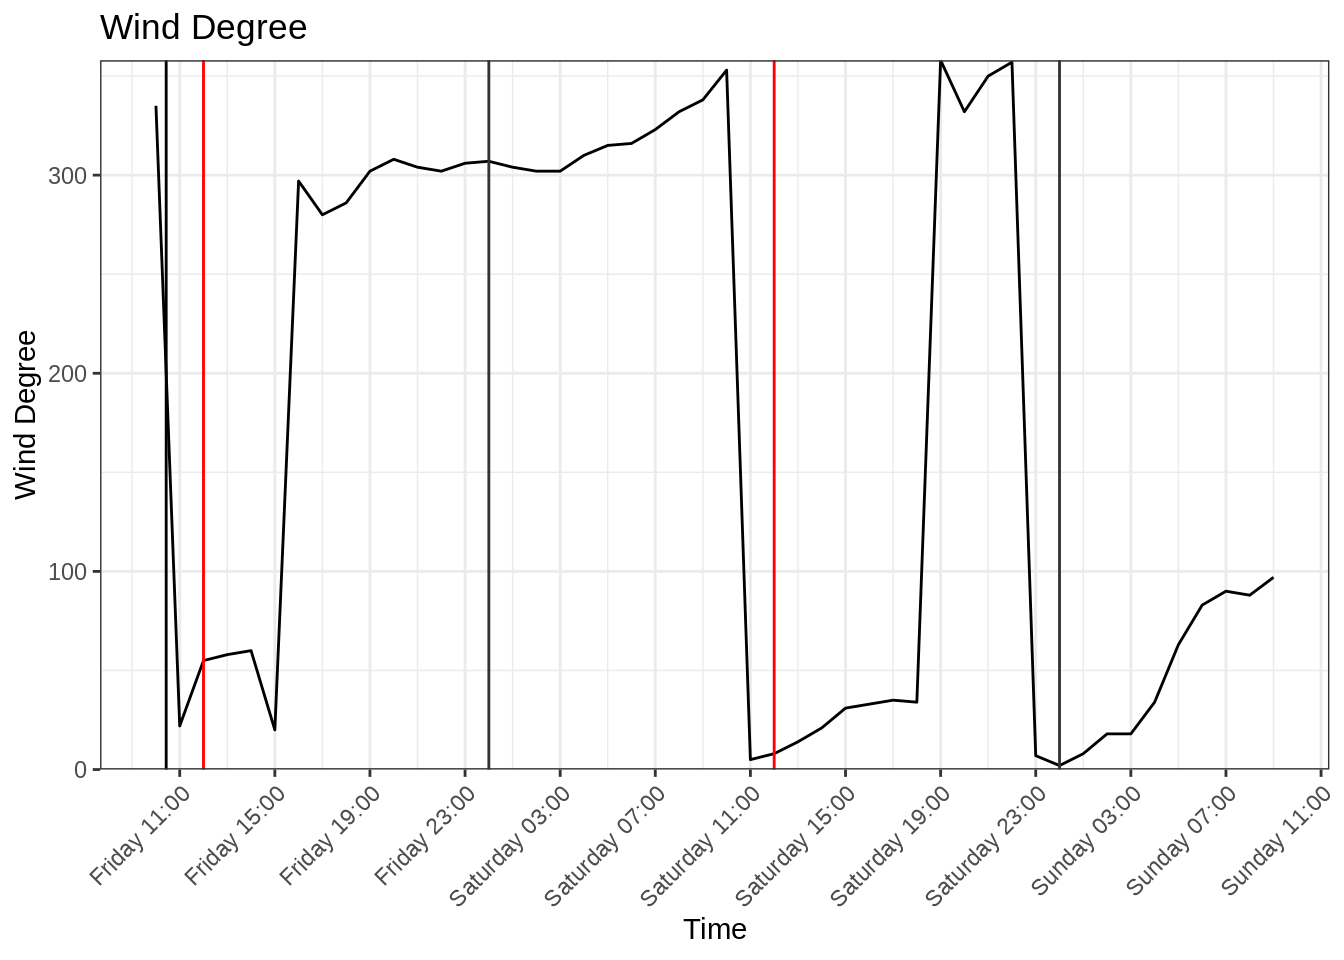 Wind Degree
Wind Degree
300
200
100
0
Friday 11:00
Friday 15:00
Friday 19:00
Friday 23:00
Saturday 03:00
Saturday 07:00
Saturday 11:00
Saturday 15:00
Saturday 19:00
Saturday 23:00
Sunday 03:00
Sunday 07:00
Sunday 11:00
Time